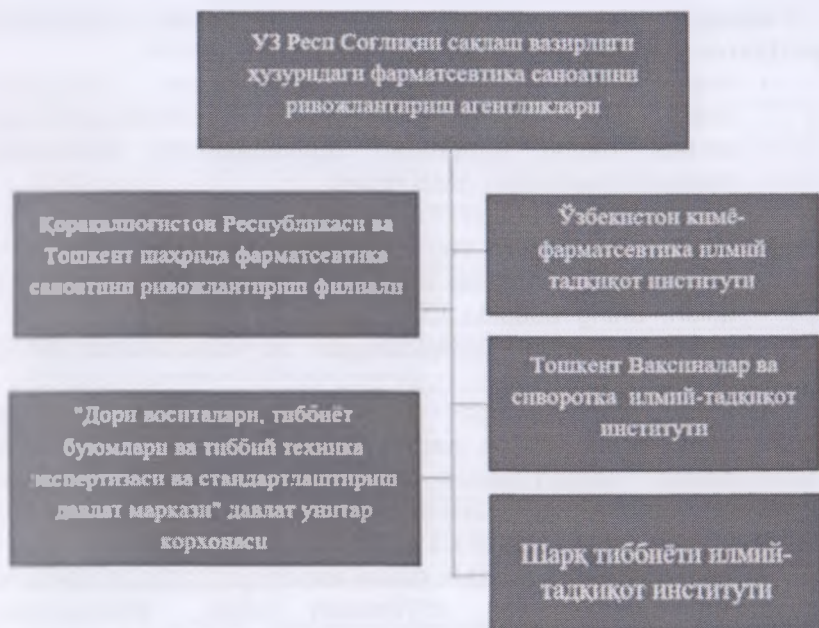 УЗ Респ Соғлиқни сақлаш вазирлиги
ҳузуридаги фарматсевтика саноатини
ривожлантириш агентликлари
Қорақалпоғистон Республикаси ва
Тошкент шаҳрида фарматсевтика
саноатини ривожлантириш филиали
Ўзбекистон кимё-
фарматсевтика илмий
тадқиқот институти
Тошкент Ваксиналар ва
сиворотка илмий-тадқиқот
институти
"Дори воситалари, тиббиёт
буюмлари ва тиббий техника
экспертизаси ва стандартлаштириш
давлат маркази" давлат унитар
корхонаси
Шарқ тиббиёти илмий-
тадқиқот институти